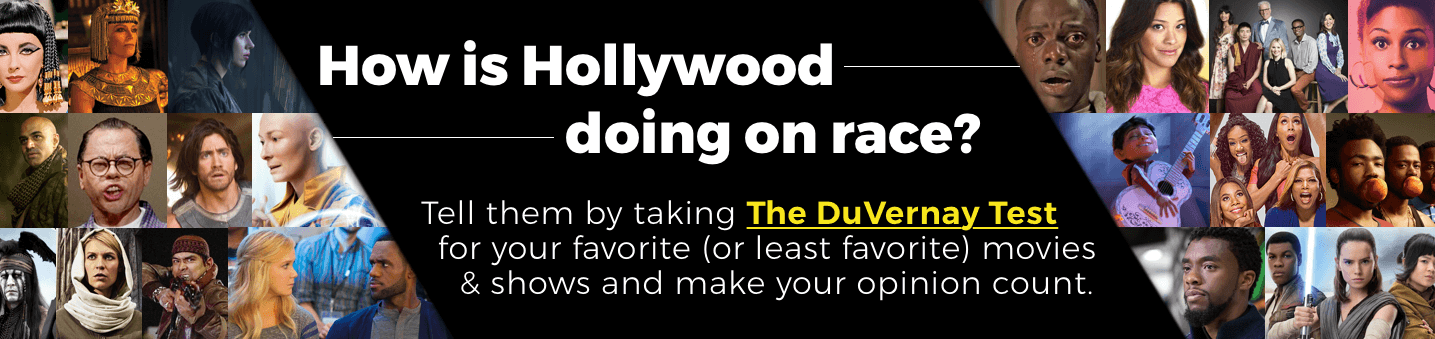 How is Hollywood
doing on race?
Tell them by taking The DuVernay Test
for your favorite (or least favorite) movies
& shows and make your opinion count.